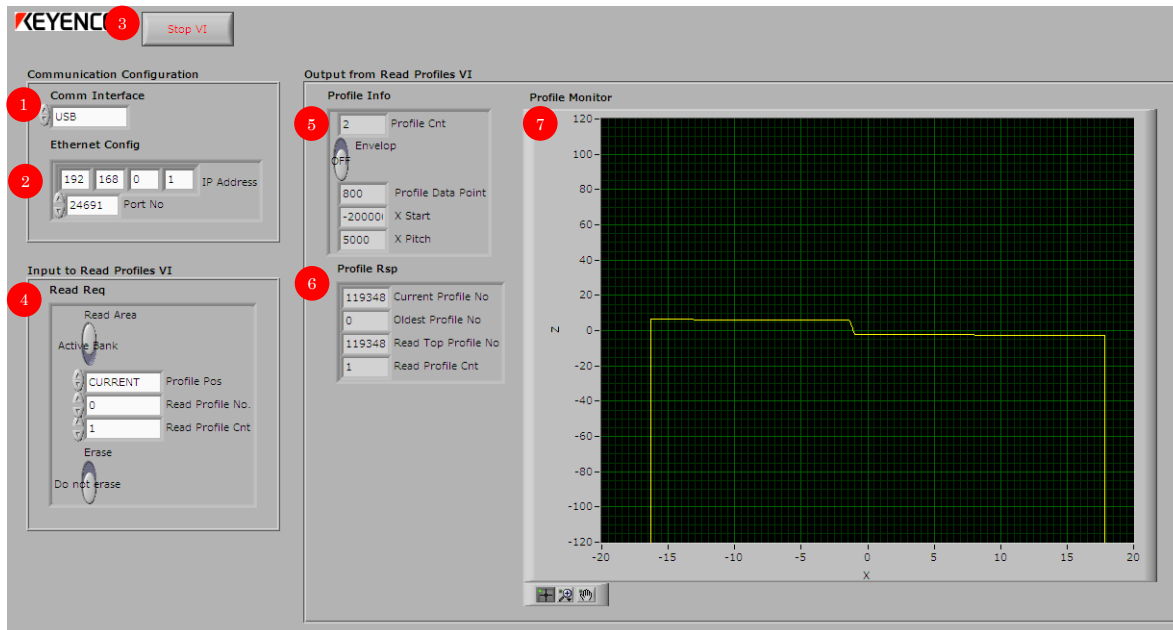 KEYENC
3
Stop VI
Communication Configuration
1
Comm Interface
USB
Ethernet Config
2
192 168 0 1 IP Address
24691 Port No
Input to Read Profiles VI
4
Read Req
Read Area
Active Bank
CURRENT Profile Pos
0 Read Profile No.
1 Read Profile Cnt
Erase
Do not erase
Output from Read Profiles VI
Profile Info
5
2 Profile Cnt
Envelop
OFF
800 Profile Data Point
-20000 X Start
5000 X Pitch
Profile Rsp
6
119348 Current Profile No
0 Oldest Profile No
119348 Read Top Profile No
1 Read Profile Cnt
Profile Monitor
7
120
100
80
60
40
20
0
-20
-40
-60
-80
-100
-120
Z
-20 -15 -10 -5 0 5 10 15 20
X